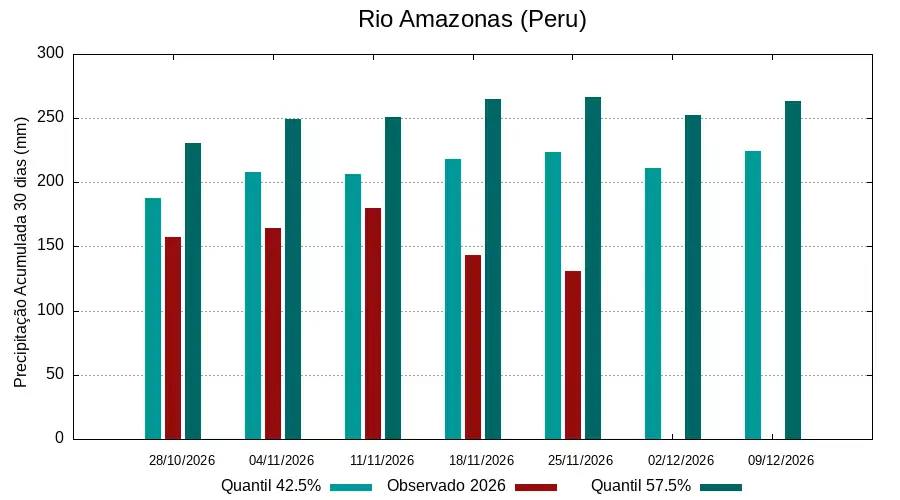 Rio Amazonas (Peru)
Precipitação Acumulada 30 dias (mm)
300
250
200
150
100
50
0
28/10/2026 04/11/2026 11/11/2026 18/11/2026 25/11/2026 02/12/2026 09/12/2026
Quantil 42.5% Observado 2026 Quantil 57.5%